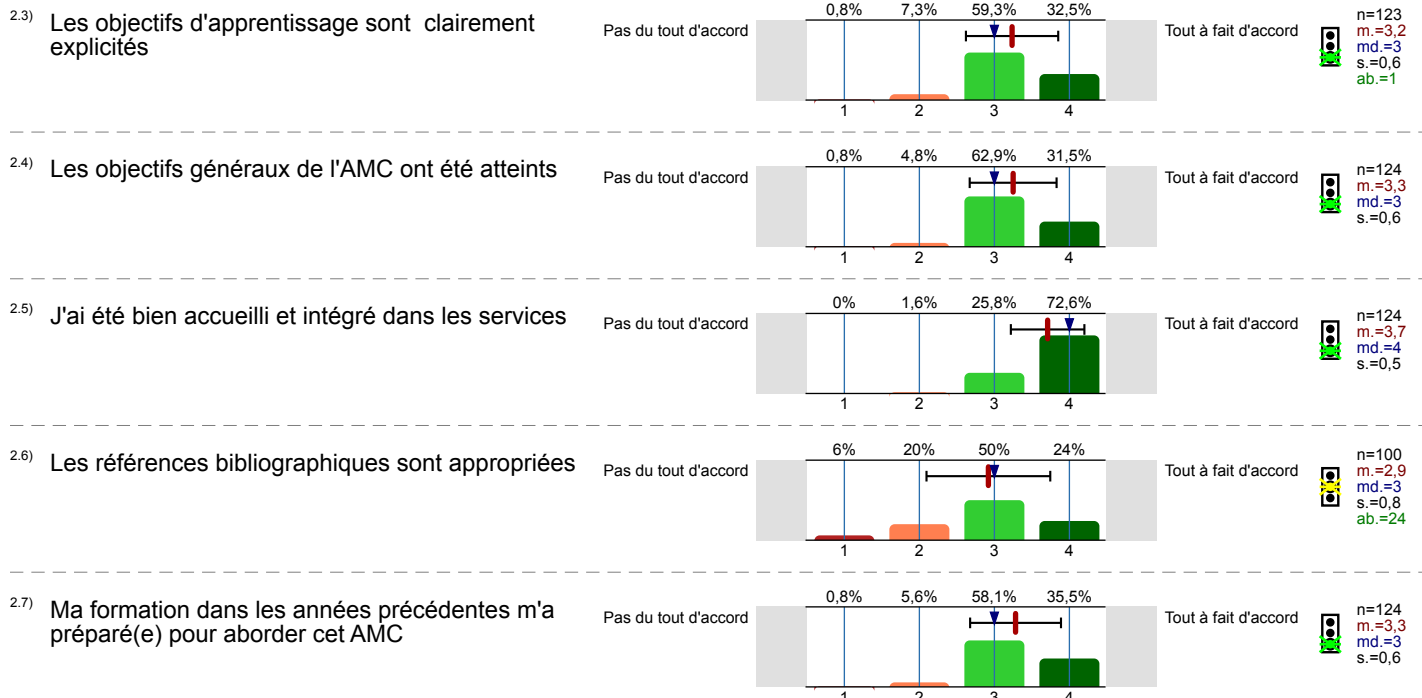 2.3) Les objectifs d'apprentissage sont clairement
explicités
Pas du tout d'accord
0,8% 7,3% 59,3% 32,5%
1 2 3 4
Tout à fait d'accord
n=123
m.=3,2
md.=3
s.=0,6
ab.=1
2.4) Les objectifs généraux de l'AMC ont été atteints
Pas du tout d'accord
0,8% 4,8% 62,9% 31,5%
1 2 3 4
Tout à fait d'accord
n=124
m.=3,3
md.=3
s.=0,6
2.5) J'ai été bien accueilli et intégré dans les services
Pas du tout d'accord
0% 1,6% 25,8% 72,6%
1 2 3 4
Tout à fait d'accord
n=124
m.=3,7
md.=4
s.=0,5
2.6) Les références bibliographiques sont appropriées
Pas du tout d'accord
6% 20% 50% 24%
1 2 3 4
Tout à fait d'accord
n=100
m.=2,9
md.=3
s.=0,8
ab.=24
2.7) Ma formation dans les années précédentes m'a
préparé(e) pour aborder cet AMC
Pas du tout d'accord
0,8% 5,6% 58,1% 35,5%
1 2 3 4
Tout à fait d'accord
n=124
m.=3,3
md.=3
s.=0,6